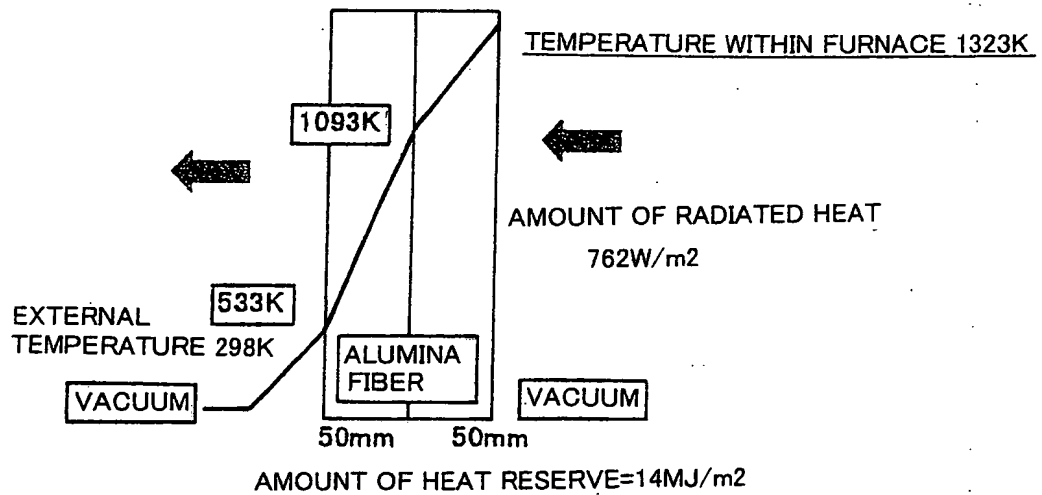 TEMPERATURE WITHIN FURNACE 1323K
1093K
AMOUNT OF RADIATED HEAT
762W/m2
533K
EXTERNAL
TEMPERATURE 298K
ALUMINA
FIBER
VACUUM
VACUUM
50mm 50mm
AMOUNT OF HEAT RESERVE=14MJ/m2